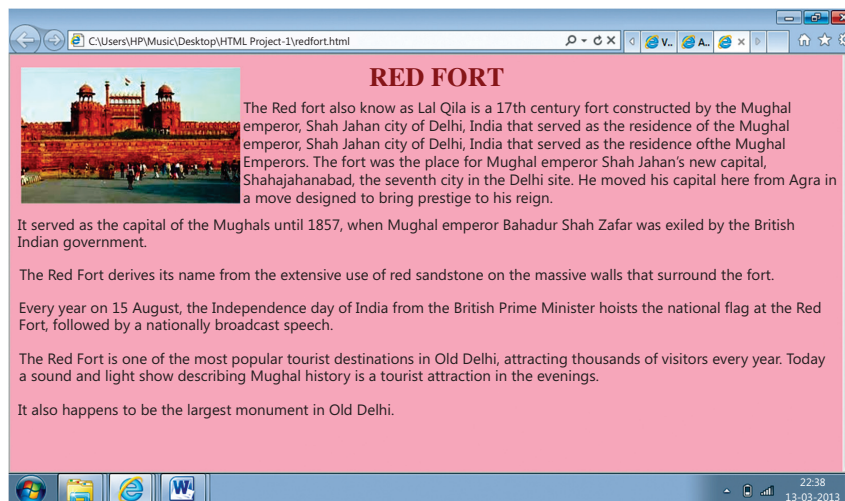 C:\Users\HP\Music\Desktop\HTML Project-1\redfort.html
V..
A..
RED FORT
The Red fort also know as Lal Qila is a 17th century fort constructed by the Mughal
emperor, Shah Jahan city of Delhi, India that served as the residence of the Mughal
emperor, Shah Jahan city of Delhi, India that served as the residence ofthe Mughal
Emperors. The fort was the place for Mughal emperor Shah Jahan’s new capital,
Shahajahanabad, the seventh city in the Delhi site. He moved his capital here from Agra in
a move designed to bring prestige to his reign.
It served as the capital of the Mughals until 1857, when Mughal emperor Bahadur Shah Zafar was exiled by the British
Indian government.
The Red Fort derives its name from the extensive use of red sandstone on the massive walls that surround the fort.
Every year on 15 August, the Independence day of India from the British Prime Minister hoists the national flag at the Red
Fort, followed by a nationally broadcast speech.
The Red Fort is one of the most popular tourist destinations in Old Delhi, attracting thousands of visitors every year. Today
a sound and light show describing Mughal history is a tourist attraction in the evenings.
It also happens to be the largest monument in Old Delhi.
22:38
13-03-2013